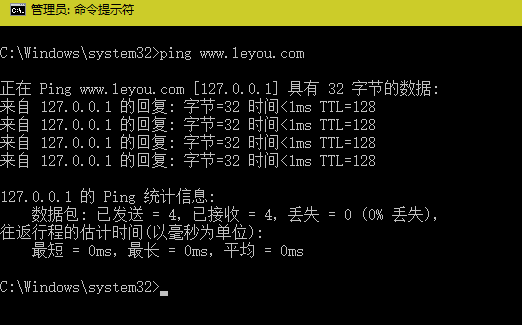 管理员: 命令提示符
C:\Windows\system32>ping www.leyou.com
正在 Ping www.leyou.com [127.0.0.1] 具有 32 字节的数据:
来自 127.0.0.1 的回复: 字节=32 时间<1ms TTL=128
来自 127.0.0.1 的回复: 字节=32 时间<1ms TTL=128
来自 127.0.0.1 的回复: 字节=32 时间<1ms TTL=128
来自 127.0.0.1 的回复: 字节=32 时间<1ms TTL=128
127.0.0.1 的 Ping 统计信息:
数据包: 已发送 = 4，已接收 = 4，丢失 = 0 (0% 丢失)，
往返行程的估计时间(以毫秒为单位):
最短 = 0ms，最长 = 0ms，平均 = 0ms
C:\Windows\system32>